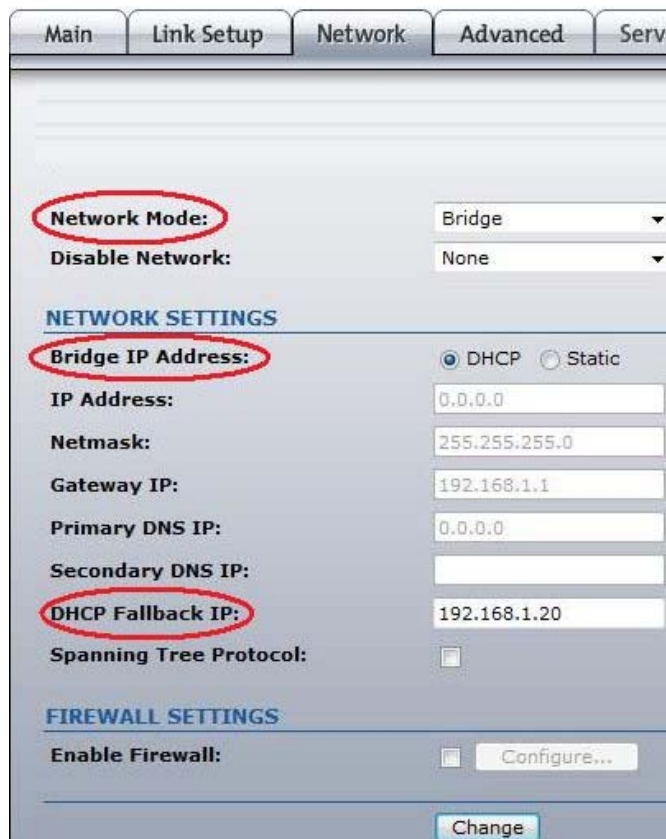 Main Link Setup Network Advanced Serv
Network Mode: Bridge
Disable Network: None
NETWORK SETTINGS
Bridge IP Address: DHCP Static
IP Address: 0.0.0.0
Netmask: 255.255.255.0
Gateway IP: 192.168.1.1
Primary DNS IP: 0.0.0.0
Secondary DNS IP:
DHCP Fallback IP: 192.168.1.20
Spanning Tree Protocol:
FIREWALL SETTINGS
Enable Firewall: Configure...
Change